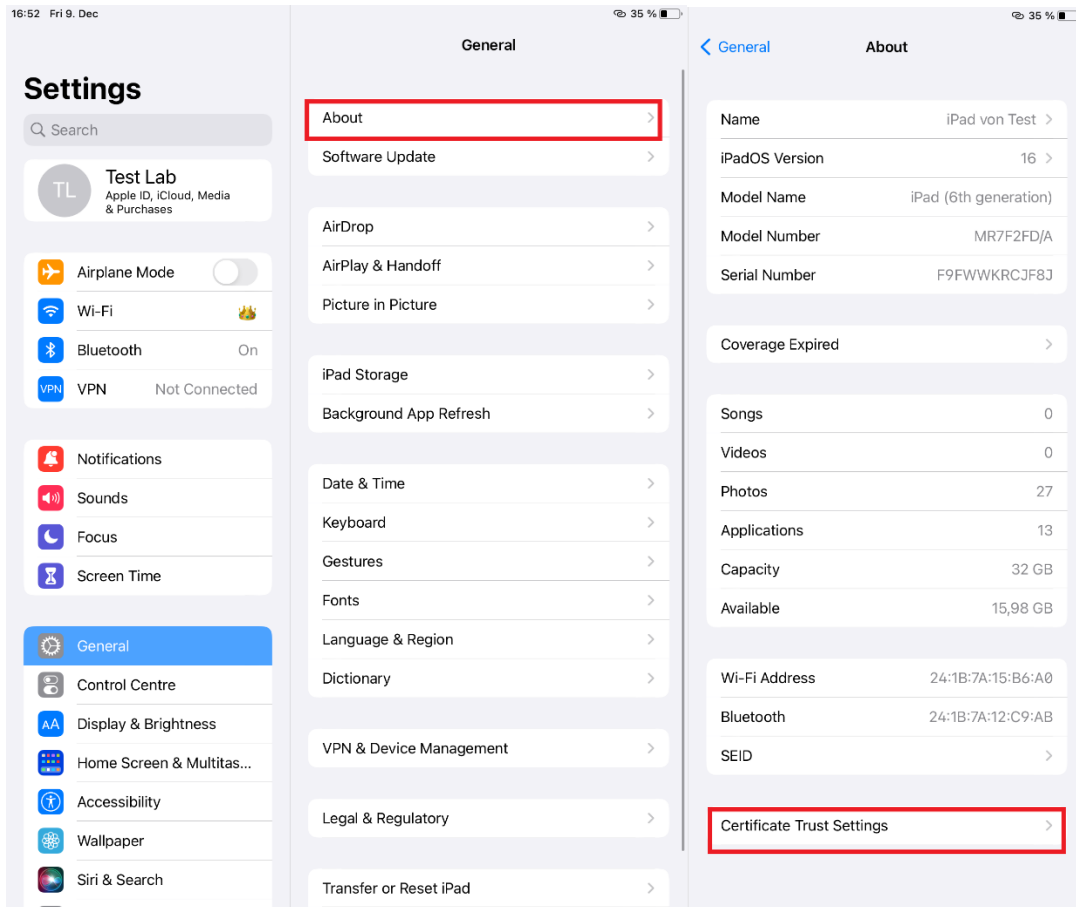 16:52 Fri 9. Dec
35 %
Settings
Search
TL
Test Lab
Apple ID, iCloud, Media
& Purchases
Airplane Mode
Wi-Fi
Bluetooth On
VPN VPN Not Connected
Notifications
Sounds
Focus
Screen Time
General
Control Centre
AA Display & Brightness
Home Screen & Multitas...
Accessibility
Wallpaper
Siri & Search
General
About
Software Update
AirDrop
AirPlay & Handoff
Picture in Picture
iPad Storage
Background App Refresh
Date & Time
Keyboard
Gestures
Fonts
Language & Region
Dictionary
VPN & Device Management
Legal & Regulatory
Transfer or Reset iPad
35 %
General About
Name iPad von Test
iPadOS Version 16
Model Name iPad (6th generation)
Model Number MR7F2FD/A
Serial Number F9FWWKRCJF8J
Coverage Expired
Songs 0
Videos 0
Photos 27
Applications 13
Capacity 32 GB
Available 15,98 GB
Wi-Fi Address 24:1B:7A:15:B6:A0
Bluetooth 24:1B:7A:12:C9:AB
SEID
Certificate Trust Settings